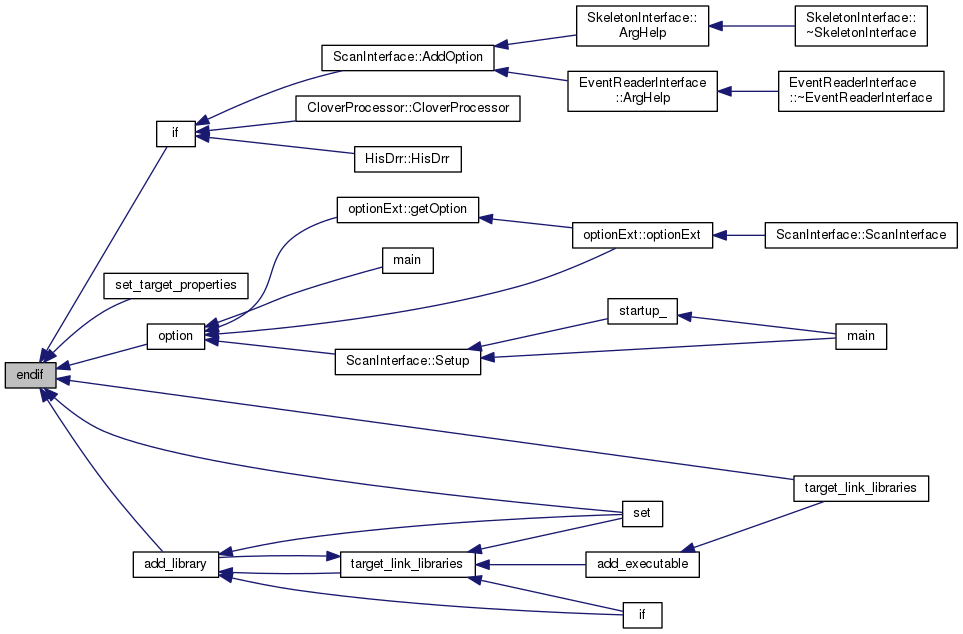 SkeletonInterface::
ArgHelp
SkeletonInterface::
~SkeletonInterface
ScanInterface::AddOption
EventReaderInterface
::ArgHelp
EventReaderInterface
::~EventReaderInterface
CloverProcessor::CloverProcessor
if
HisDrr::HisDrr
optionExt::getOption
optionExt::optionExt
ScanInterface::ScanInterface
main
set_target_properties
startup_
option
main
ScanInterface::Setup
endif
target_link_libraries
set
add_library
target_link_libraries
add_executable
if